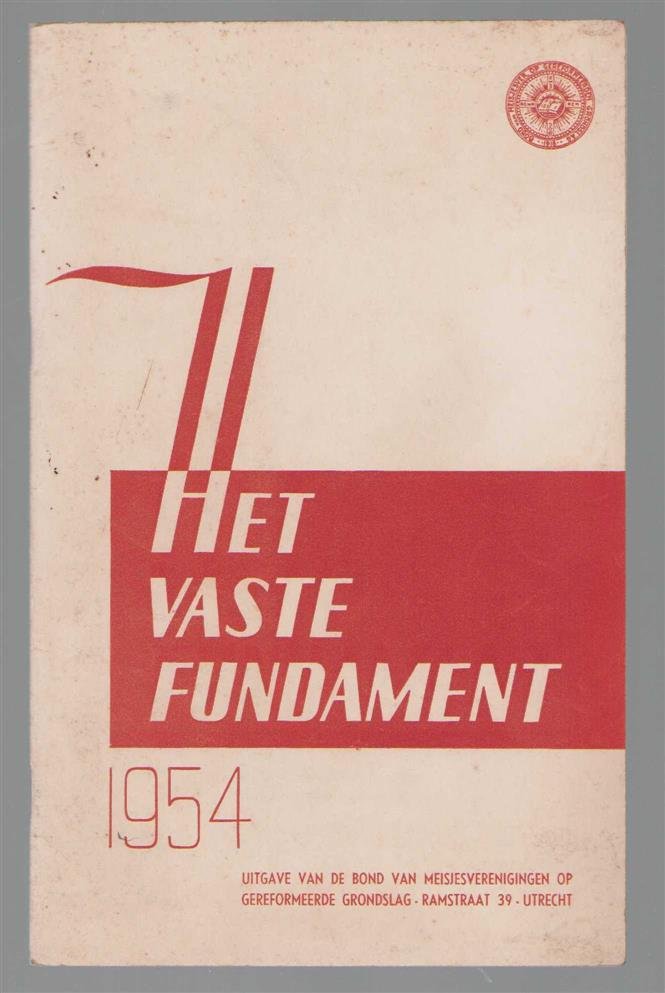 HET
VASTE
FUNDAMENT
1954
UITGAVE VAN DE BOND VAN MEISJESVERENIGINGEN OP
GEREFORMEERDE GRONDSLAG - RAMSTRAAT 39 - UTRECHT